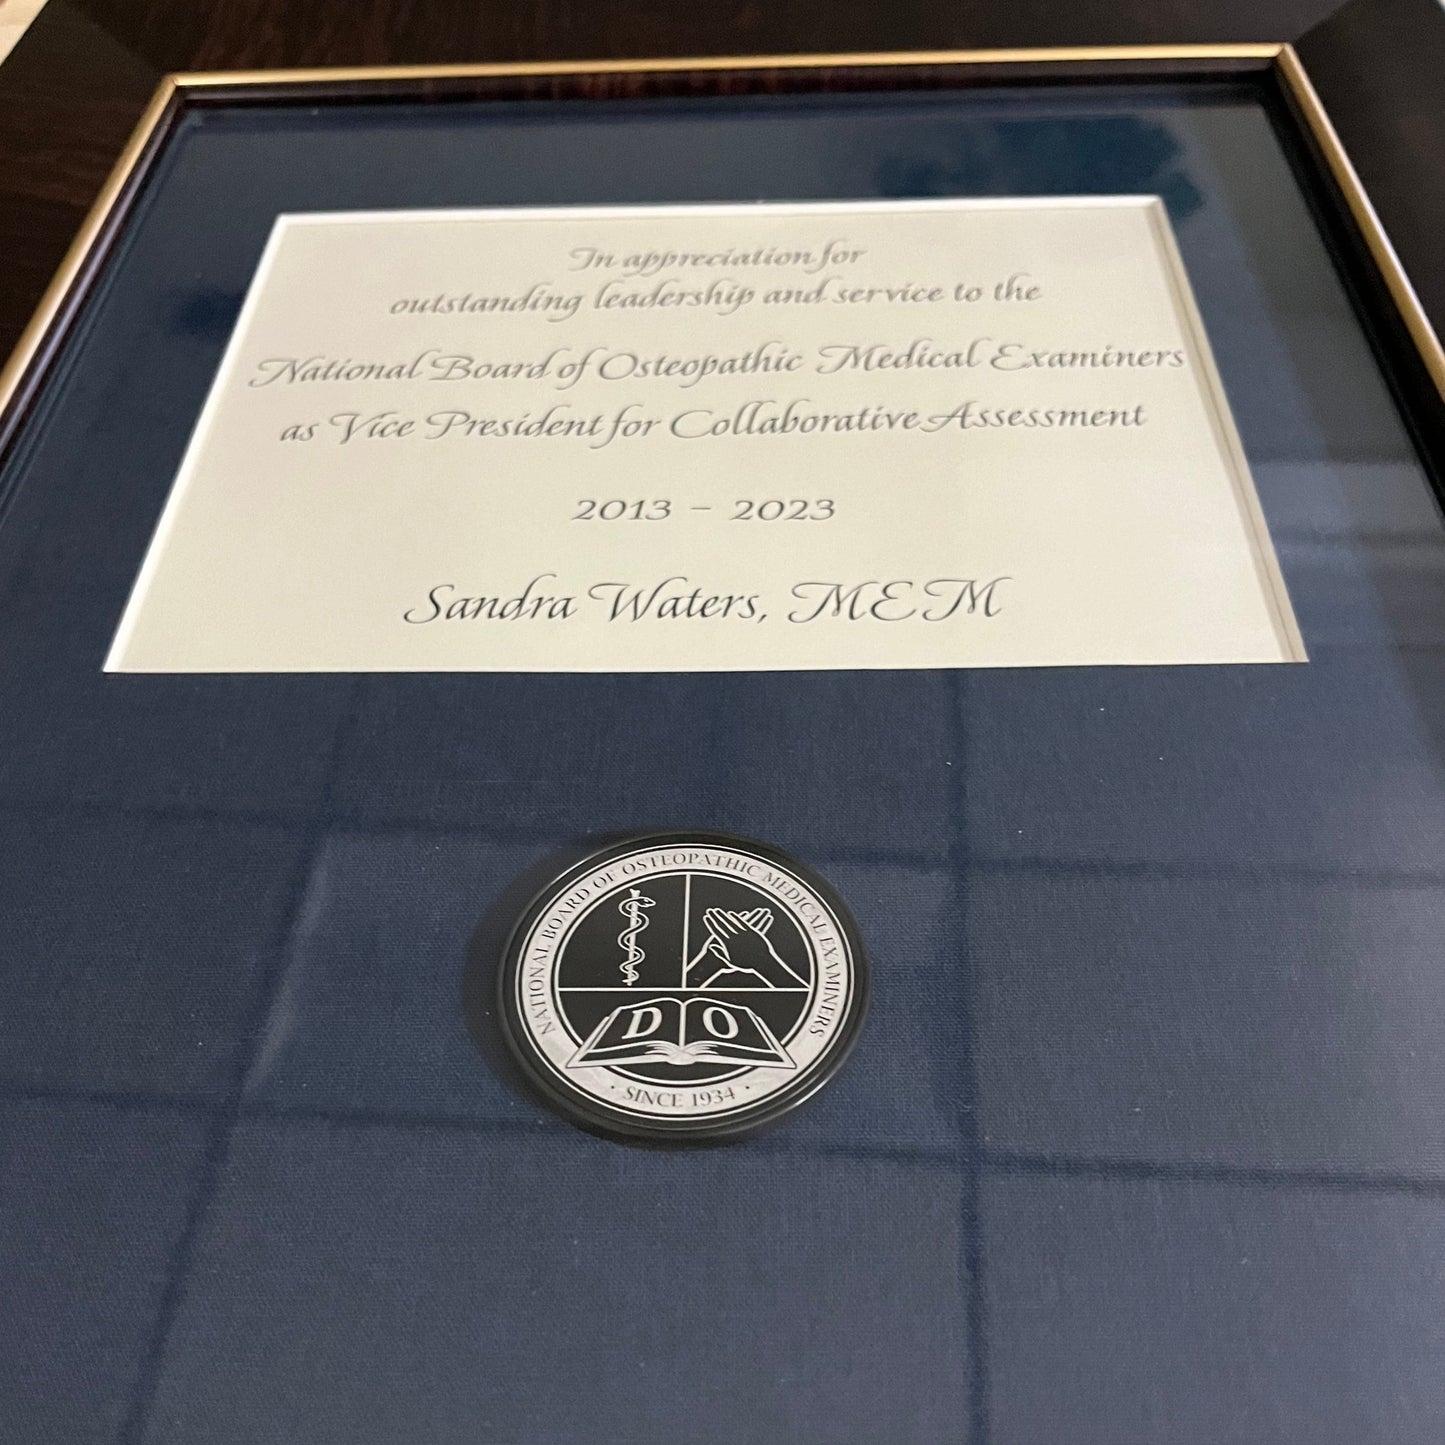 In appreciation for
outstanding leadership and service to the
National Board of Osteopathic Medical Examiners
as Vice President for Collaborative Assessment
2013 – 2023
Sandra Waters, MEM
NATIONAL BOARD OF OSTEOPATHIC MEDICAL EXAMINERS
D O
· SINCE 1934 ·